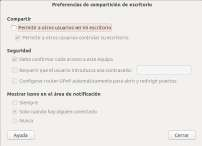 Preferencias de compartición de escritorio
Compartir
Permitir a otros usuarios ver mi escritorio
Permitir a otros usuarios controlar su escritorio
Seguridad
Debe confirmar cada acceso a este equipo
Requerir que el usuario introduzca una contraseña:
Configurar router UPnP automáticamente para abrir y redirigir puertos
Mostrar icono en el área de notificación
Siempre
Solo cuando hay alguien conectado
Nunca
Ayuda
Cerrar